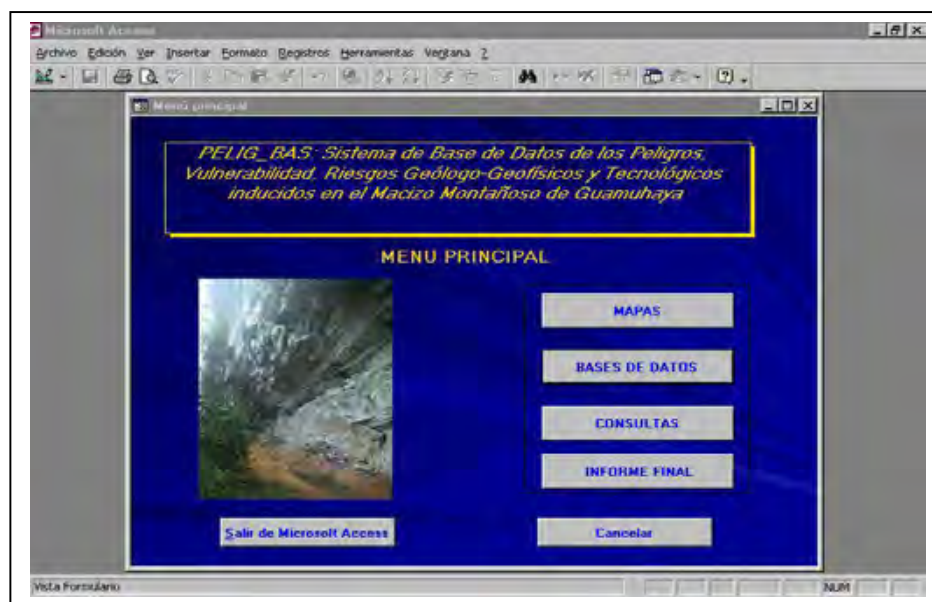 Microsoft Access
Archivo Edición Ver Insertar Formato Registros Herramientas Ventana ?
Menú principal
PELIG_BAS: Sistema de Base de Datos de los Peligros,
Vulnerabilidad, Riesgos Geólogo-Geofísicos y Tecnológicos
inducidos en el Macizo Montañoso de Guamuhaya
MENU PRINCIPAL
MAPAS
BASES DE DATOS
CONSULTAS
INFORME FINAL
Salir de Microsoft Access
Cancelar
Vista Formulario
NUM